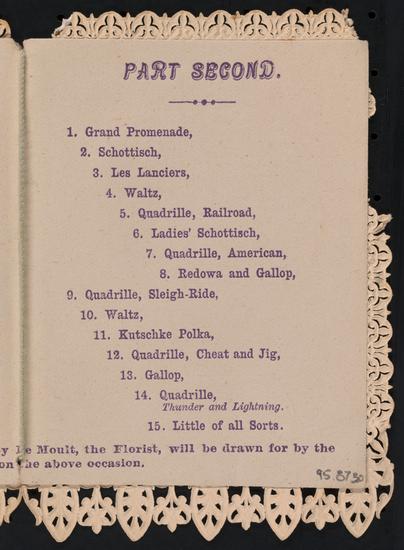 PART SECOND.
1. Grand Promenade,
2. Schottisch,
3. Les Lanciers,
4. Waltz,
5. Quadrille, Railroad,
6. Ladies' Schottisch,
7. Quadrille, American,
8. Redowa and Gallop,
9. Quadrille, Sleigh-Ride,
10. Waltz,
11. Kutschke Polka,
12. Quadrille, Cheat and Jig,
13. Gallop,
14. Quadrille,
Thunder and Lightning.
15. Little of all Sorts.
y Le Moult, the Florist, will be drawn for by the
on the above occasion.